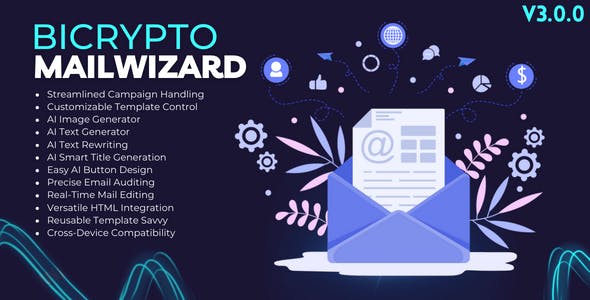 V3.0.0
BICRYPTO
MAILWIZARD
Streamlined Campaign Handling
Customizable Template Control
AI Image Generator
AI Text Generator
AI Text Rewriting
AI Smart Title Generation
Easy AI Button Design
Precise Email Auditing
Real-Time Mail Editing
Versatile HTML Integration
Reusable Template Savvy
Cross-Device Compatibility
@
$